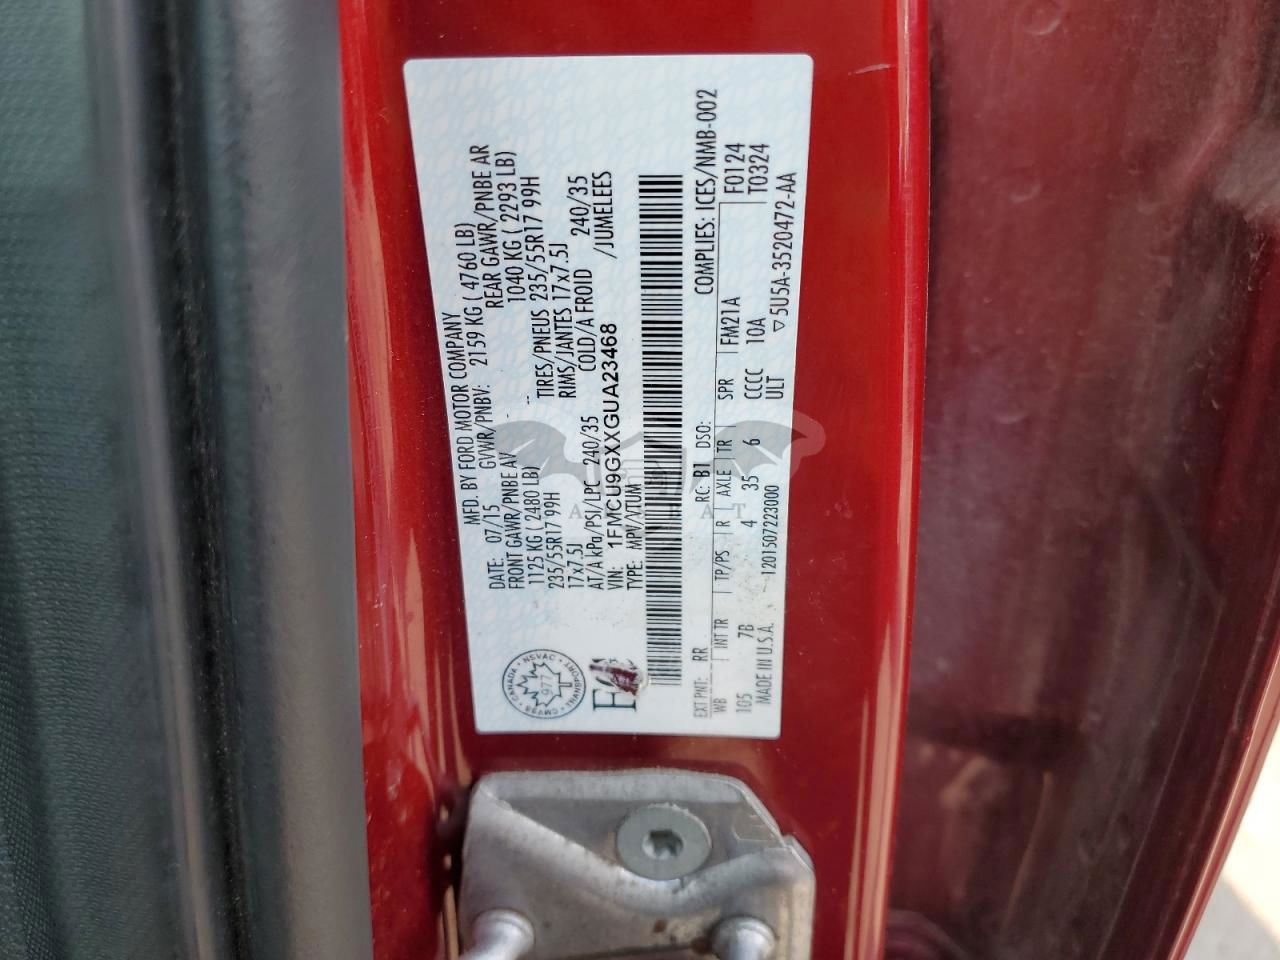 MFD. BY FORD MOTOR COMPANY
DATE: 07/15 GVWR/PNBV: 2159 KG ( 4760 LB)
FRONT GAWR/PNBE AV REAR GAWR/PNBE AR
1125 KG ( 2480 LB) 1040 KG ( 2293 LB)
235/55R17 99H TIRES/PNEUS 235/55R17 99H
17x7.5J RIMS/JANTES 17x7.5J
AT/A kPa/PSI/LPC 240/35 COLD/A FROID 240/35
VIN: 1FMCU9GXXGUA23468 /JUMELEES
TYPE: MPV/VTUM
CANADA · NSVAC · TRANSPORT · CMVSS
977
COMPLIES: ICES/NMB-002
EXT PNT: RR RC: B1 DSO: F0124
T0324
WB INT TR TP/PS R AXLE TR SPR FM21A
105 7B 4 35 6 CCCC 10A
MADE IN U.S.A. 1201507223000 ULT ▽5U5A-3520472-AA